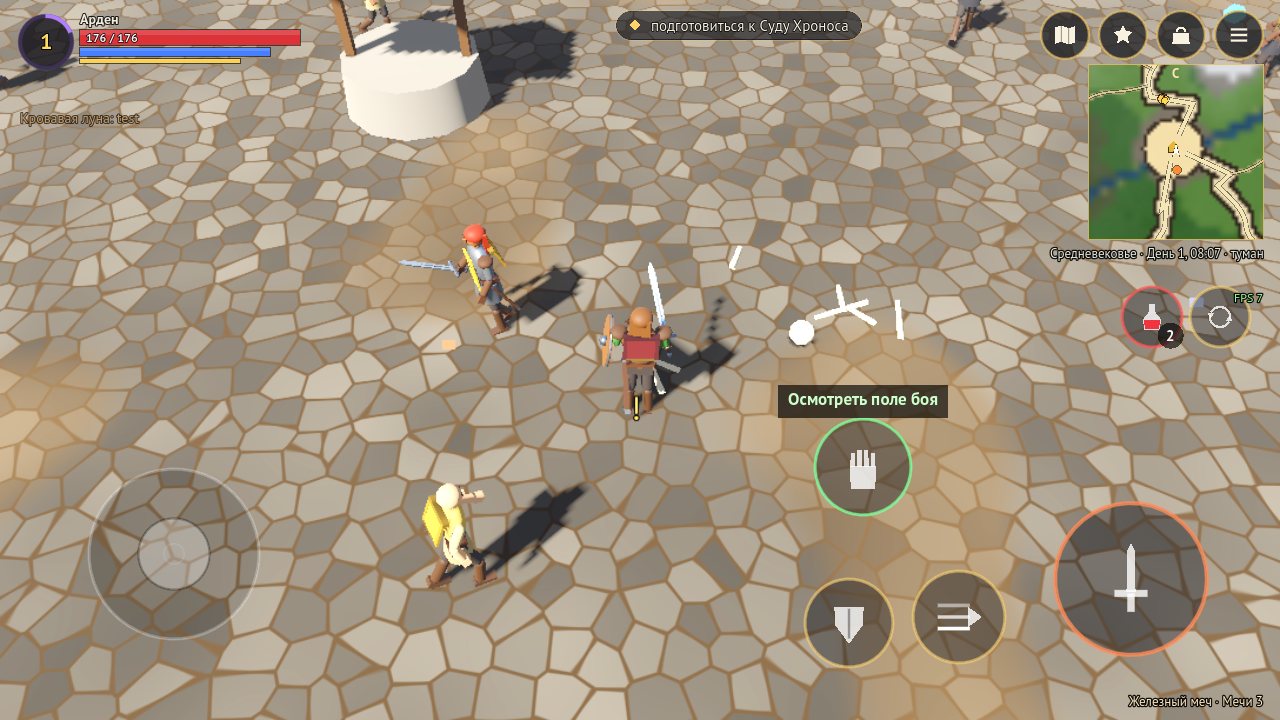 Арден
1
176 / 176
подготовиться к Суду Хроноса
С
Кровавая луна: test
Средневековье · День 1, 08:07 · туман
FPS 7
2
Осмотреть поле боя
Железный меч · Мечи 3